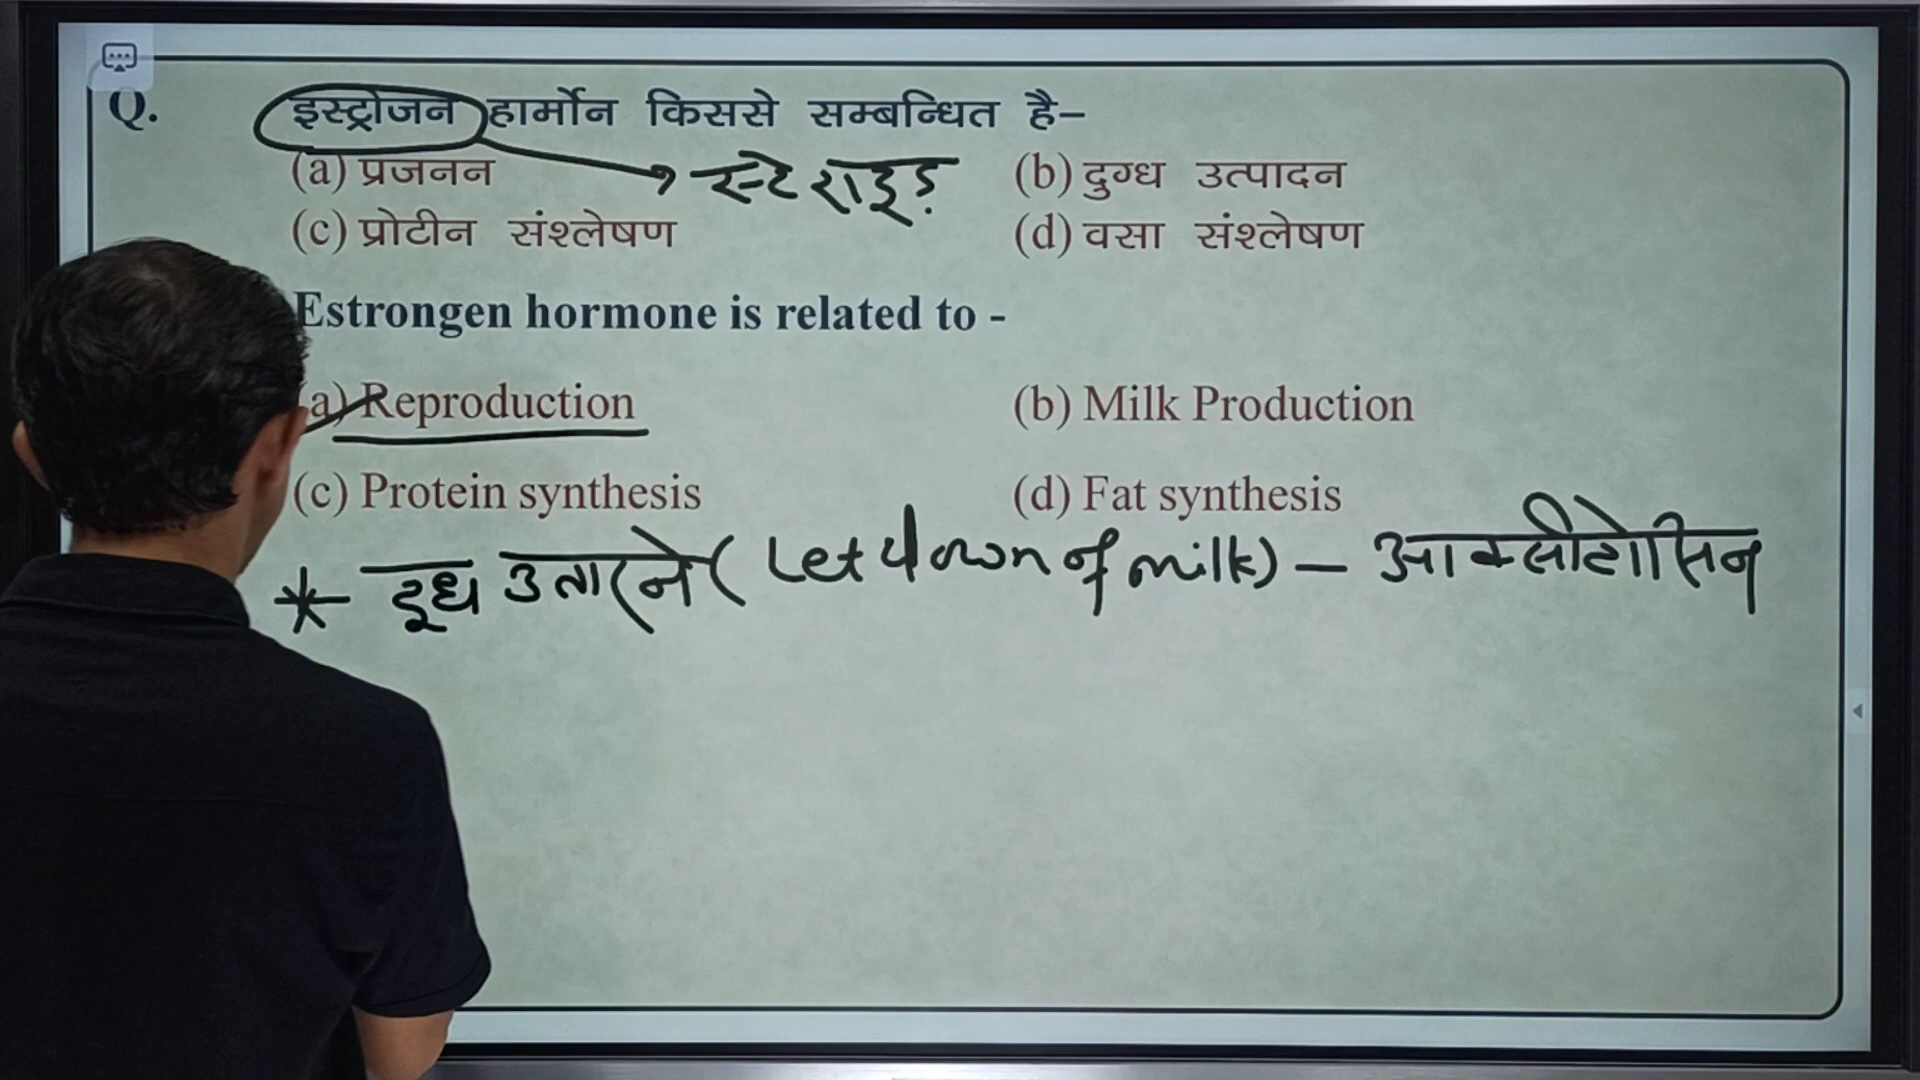 Q. इस्ट्रोजन हार्मोन किससे सम्बन्धित है–
(a) प्रजनन → स्टेराइड़ (b) दुग्ध उत्पादन
(c) प्रोटीन संश्लेषण (d) वसा संश्लेषण
Estrongen hormone is related to -
(a) Reproduction (b) Milk Production
(c) Protein synthesis (d) Fat synthesis
* दूध उतारने (Let down of milk) – आक्सीटोसिन